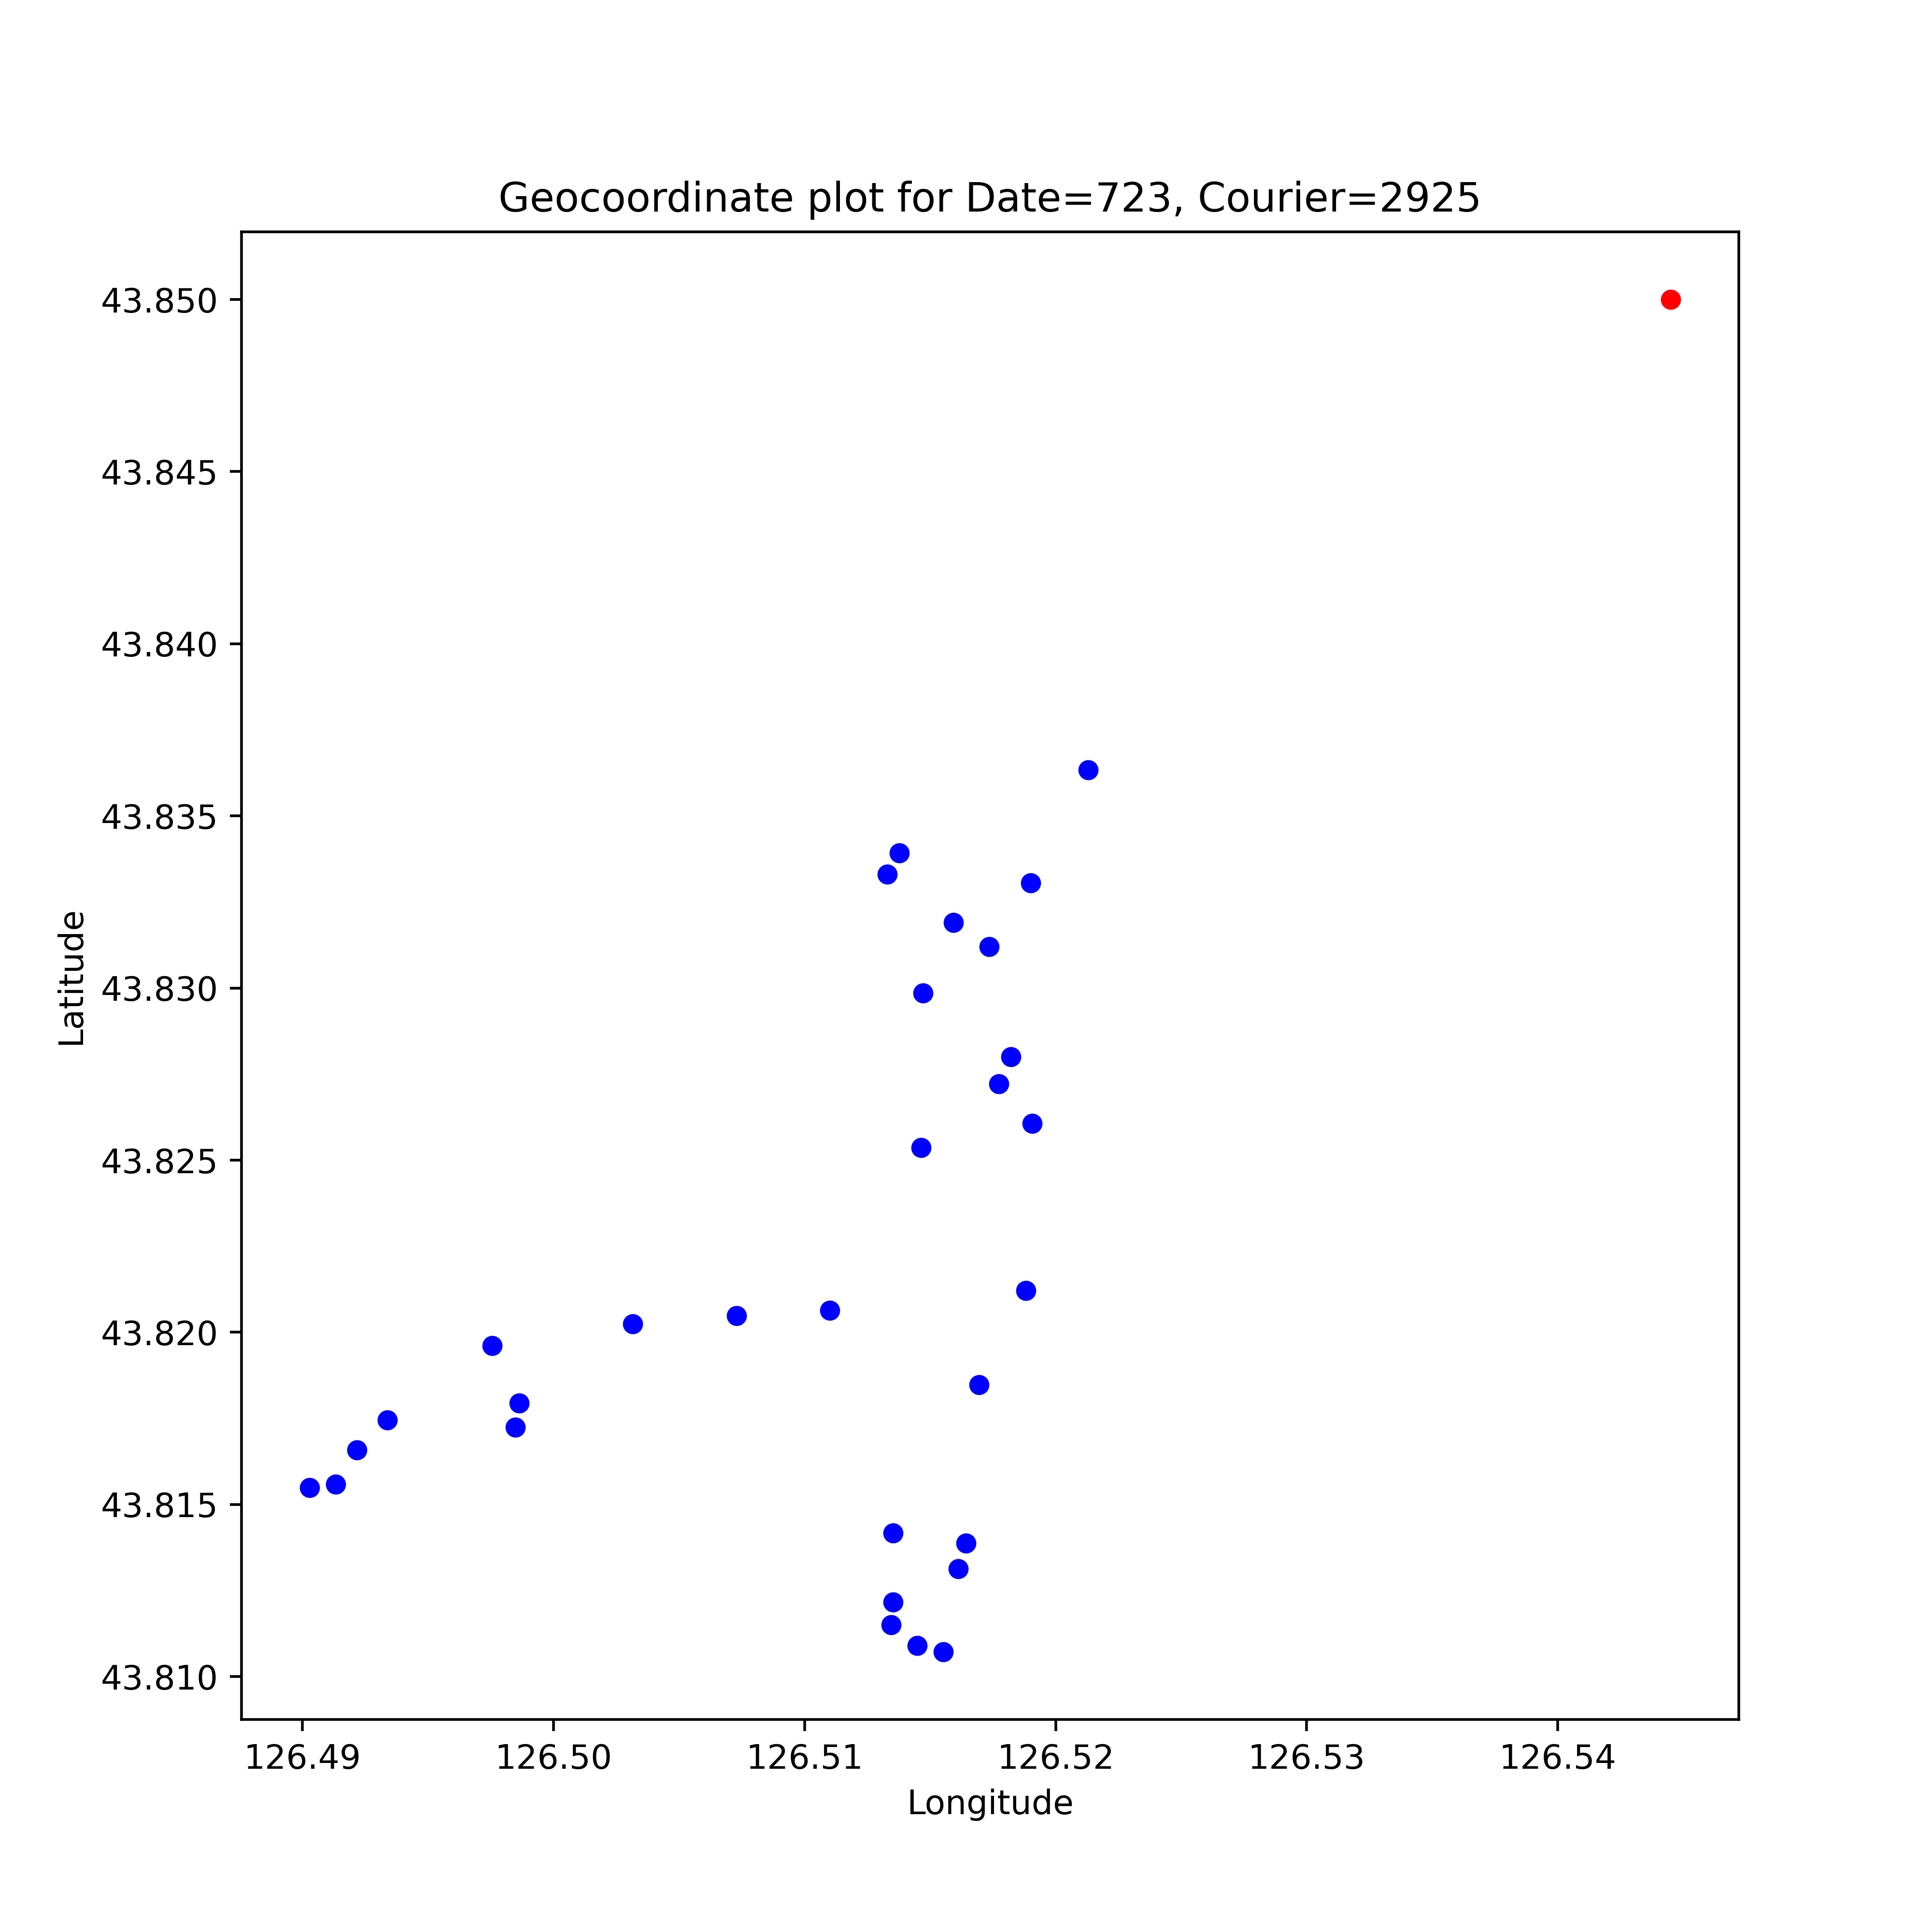 Geocoordinate plot for Date=723, Courier=2925
43.850
43.845
43.840
43.835
43.830
43.825
43.820
43.815
43.810
Latitude
126.49 126.50 126.51 126.52 126.53 126.54
Longitude